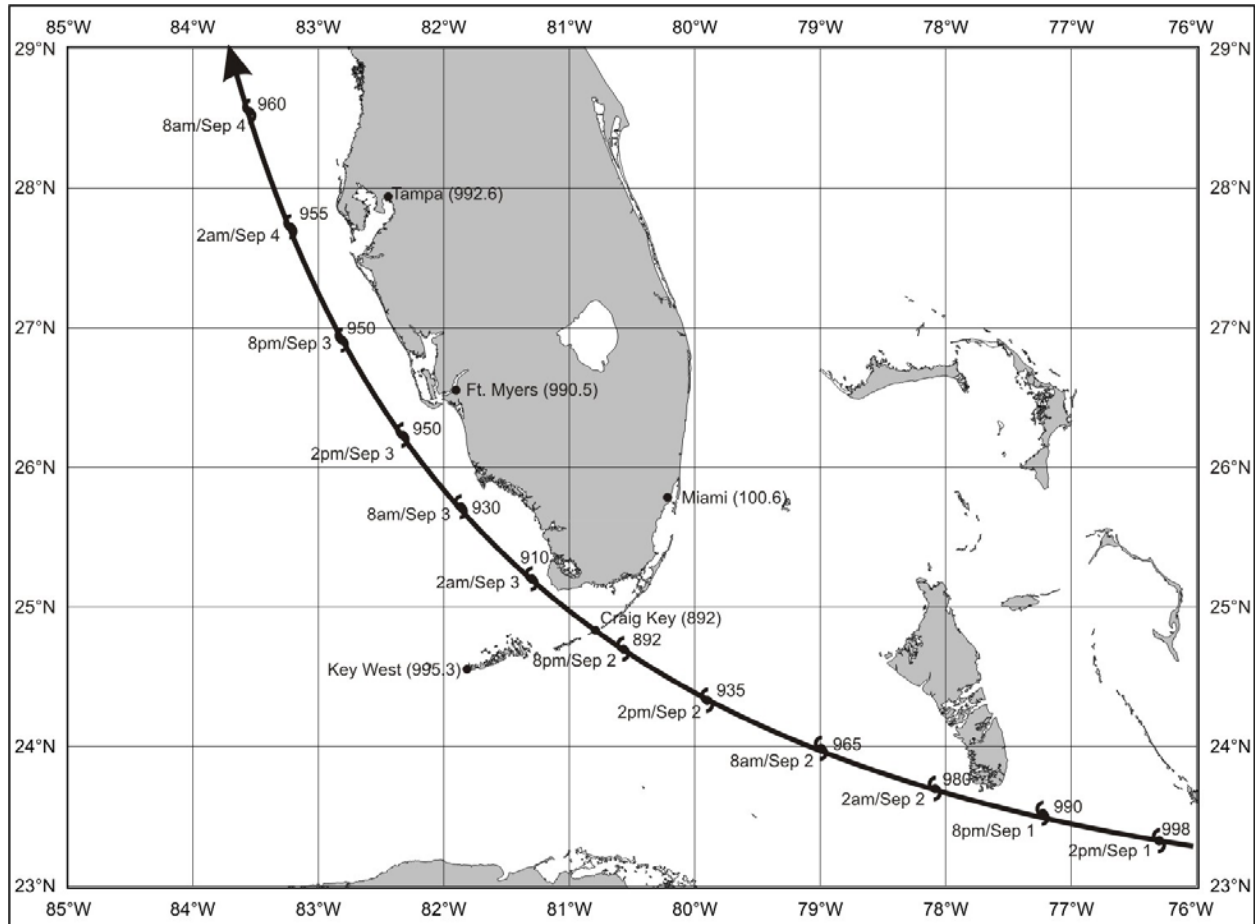 85°W 84°W 83°W 82°W 81°W 80°W 79°W 78°W 77°W 76°W
29°N 29°N
960
8am/Sep 4
28°N 28°N
Tampa (992.6)
955
2am/Sep 4
27°N 27°N
950
8pm/Sep 3
Ft. Myers (990.5)
950
2pm/Sep 3
26°N 26°N
Miami (100.6)
930
8am/Sep 3
910
2am/Sep 3
25°N 25°N
Craig Key (892)
892
8pm/Sep 2
Key West (995.3)
935
2pm/Sep 2
24°N 24°N
965
8am/Sep 2
980
2am/Sep 2
990
8pm/Sep 1
998
2pm/Sep 1
23°N 23°N
85°W 84°W 83°W 82°W 81°W 80°W 79°W 78°W 77°W 76°W